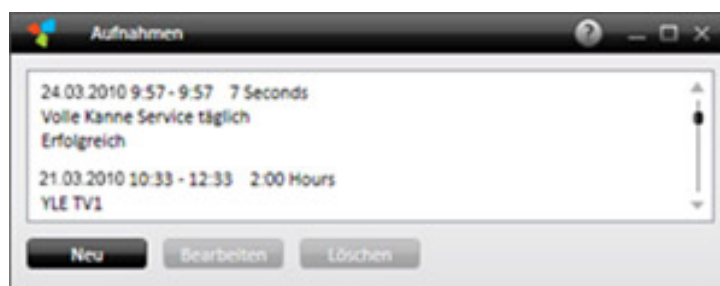 Aufnahmen
?
24.03.2010 9:57 - 9:57 7 Seconds
Volle Kanne Service täglich
Erfolgreich
21.03.2010 10:33 - 12:33 2:00 Hours
YLE TV1
Neu Bearbeiten Löschen